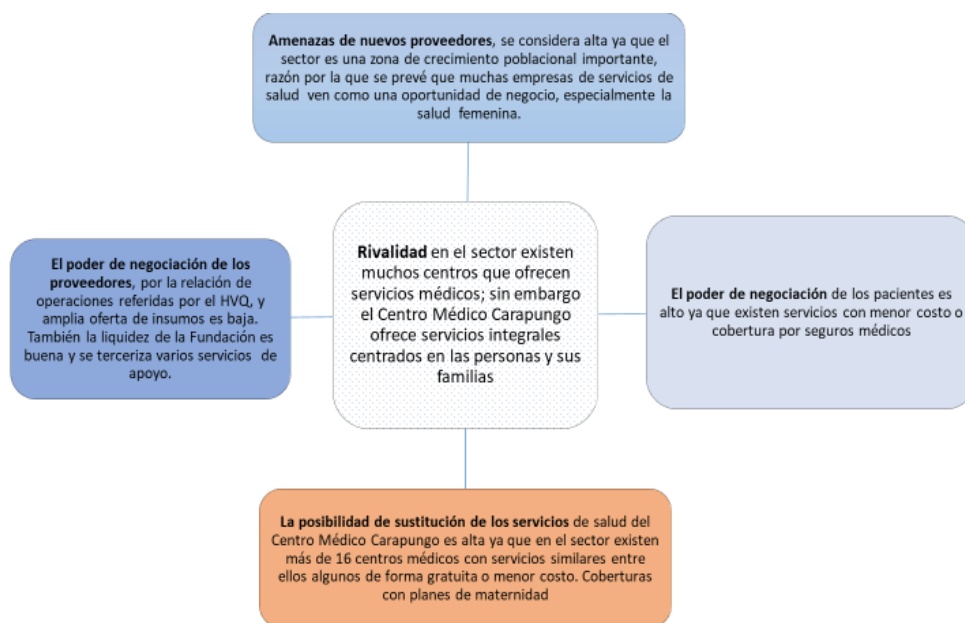 Amenazas de nuevos proveedores, se considera alta ya que el
sector es una zona de crecimiento poblacional importante,
razón por la que se prevé que muchas empresas de servicios de
salud ven como una oportunidad de negocio, especialmente la
salud femenina.
El poder de negociación de los
proveedores, por la relación de
operaciones referidas por el HVQ, y
amplia oferta de insumos es baja.
También la liquidez de la Fundación es
buena y se terceriza varios servicios de
apoyo.
Rivalidad en el sector existen
muchos centros que ofrecen
servicios médicos; sin embargo
el Centro Médico Carapungo
ofrece servicios integrales
centrados en las personas y sus
familias
El poder de negociación de los pacientes es
alto ya que existen servicios con menor costo o
cobertura por seguros médicos
La posibilidad de sustitución de los servicios de salud del
Centro Médico Carapungo es alta ya que en el sector existen
más de 16 centros médicos con servicios similares entre
ellos algunos de forma gratuita o menor costo. Coberturas
con planes de maternidad